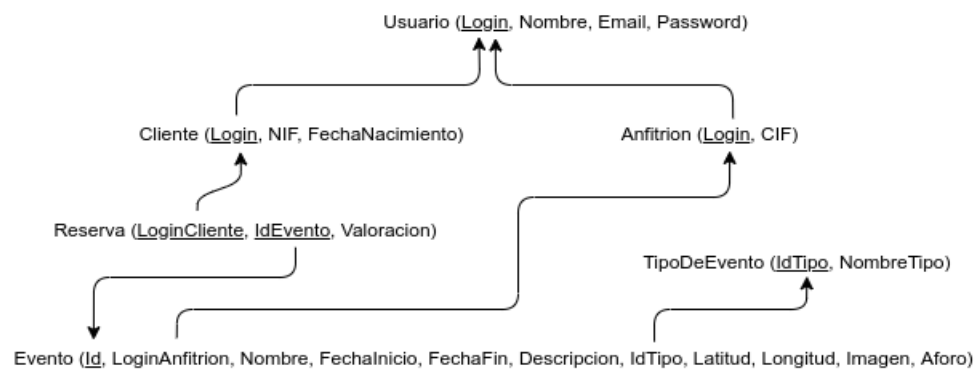 Usuario (Login, Nombre, Email, Password)
Cliente (Login, NIF, FechaNacimiento)
Anfitrion (Login, CIF)
Reserva (LoginCliente, IdEvento, Valoracion)
TipoDeEvento (IdTipo, NombreTipo)
Evento (Id, LoginAnfitrion, Nombre, FechaInicio, FechaFin, Descripcion, IdTipo, Latitud, Longitud, Imagen, Aforo)